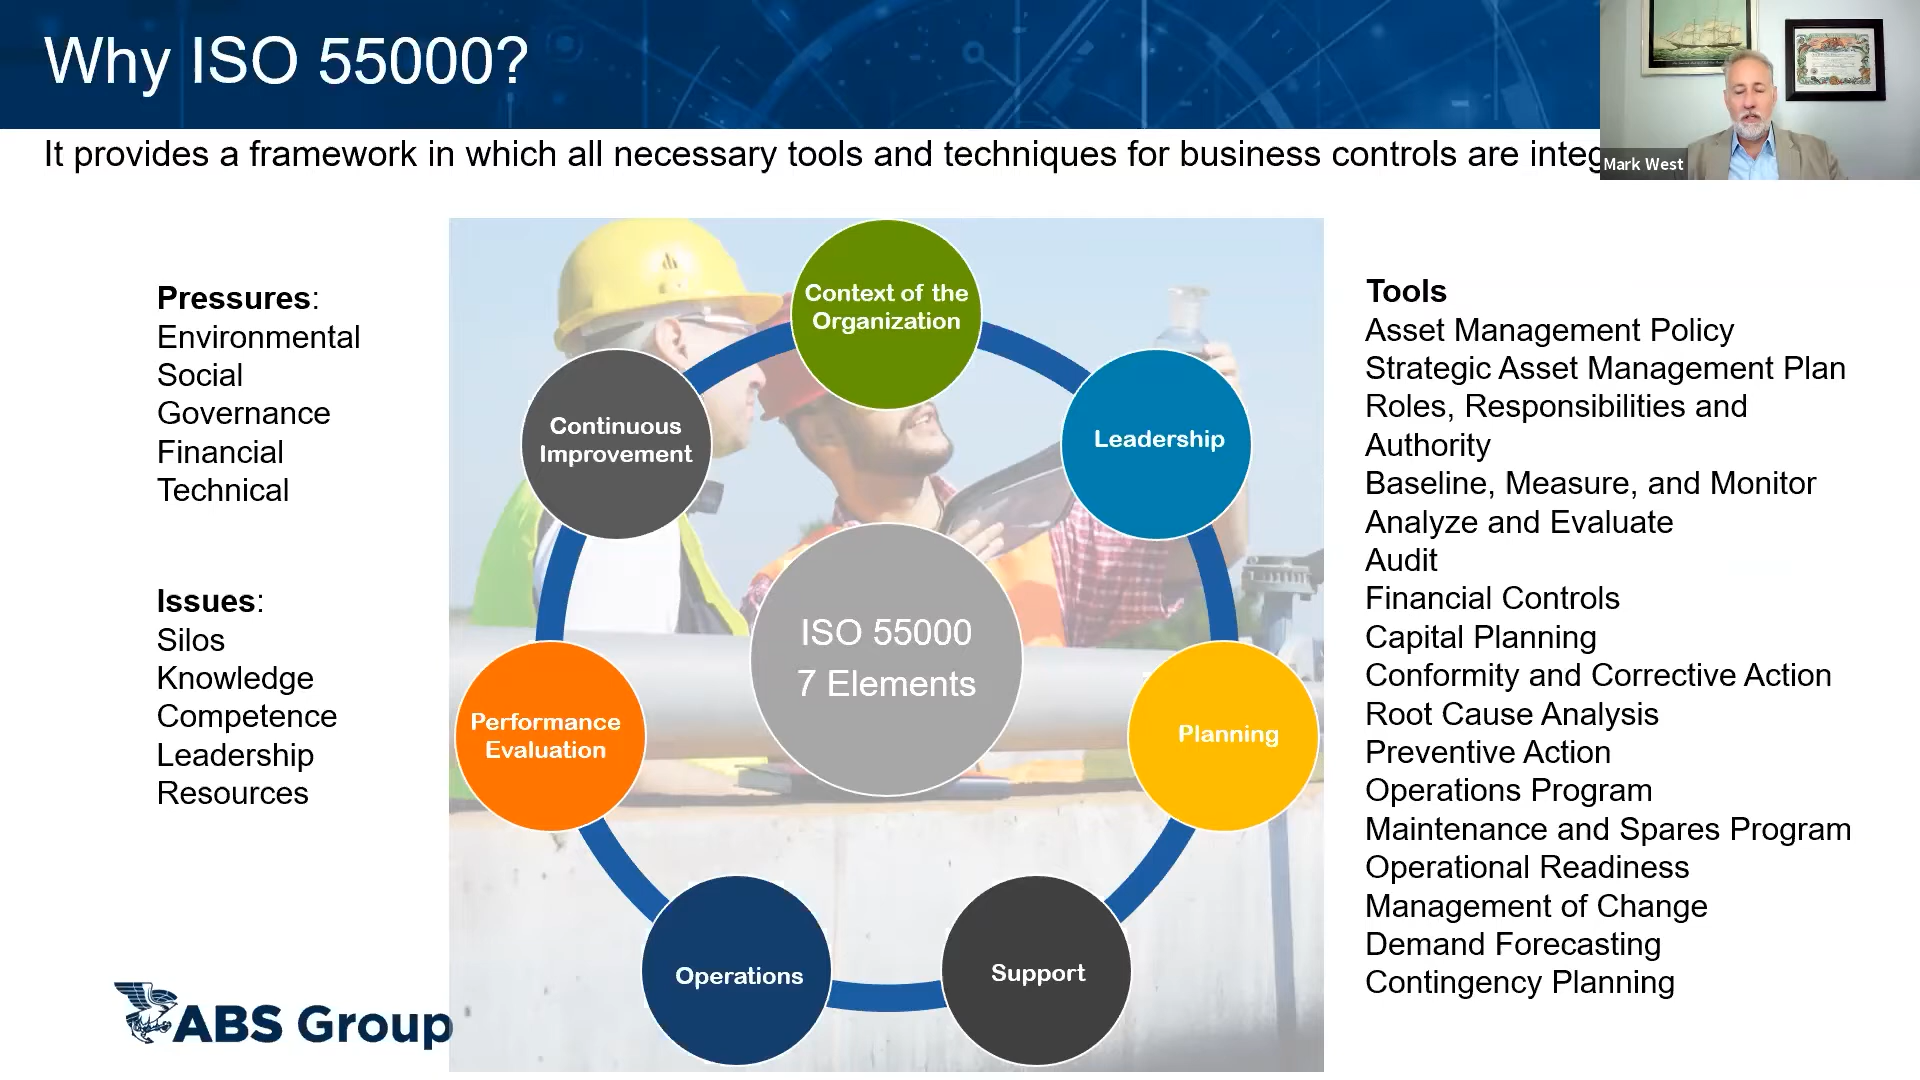 Why ISO 55000?
It provides a framework in which all necessary tools and techniques for business controls are
Mark West
Pressures:
Environmental
Social
Governance
Financial
Technical
Issues:
Silos
Knowledge
Competence
Leadership
Resources
Context of the
Organization
Leadership
Planning
Support
Operations
Performance
Evaluation
Continuous
Improvement
ISO 55000
7 Elements
Tools
Asset Management Policy
Strategic Asset Management Plan
Roles, Responsibilities and
Authority
Baseline, Measure, and Monitor
Analyze and Evaluate
Audit
Financial Controls
Capital Planning
Conformity and Corrective Action
Root Cause Analysis
Preventive Action
Operations Program
Maintenance and Spares Program
Operational Readiness
Management of Change
Demand Forecasting
Contingency Planning
ABS Group